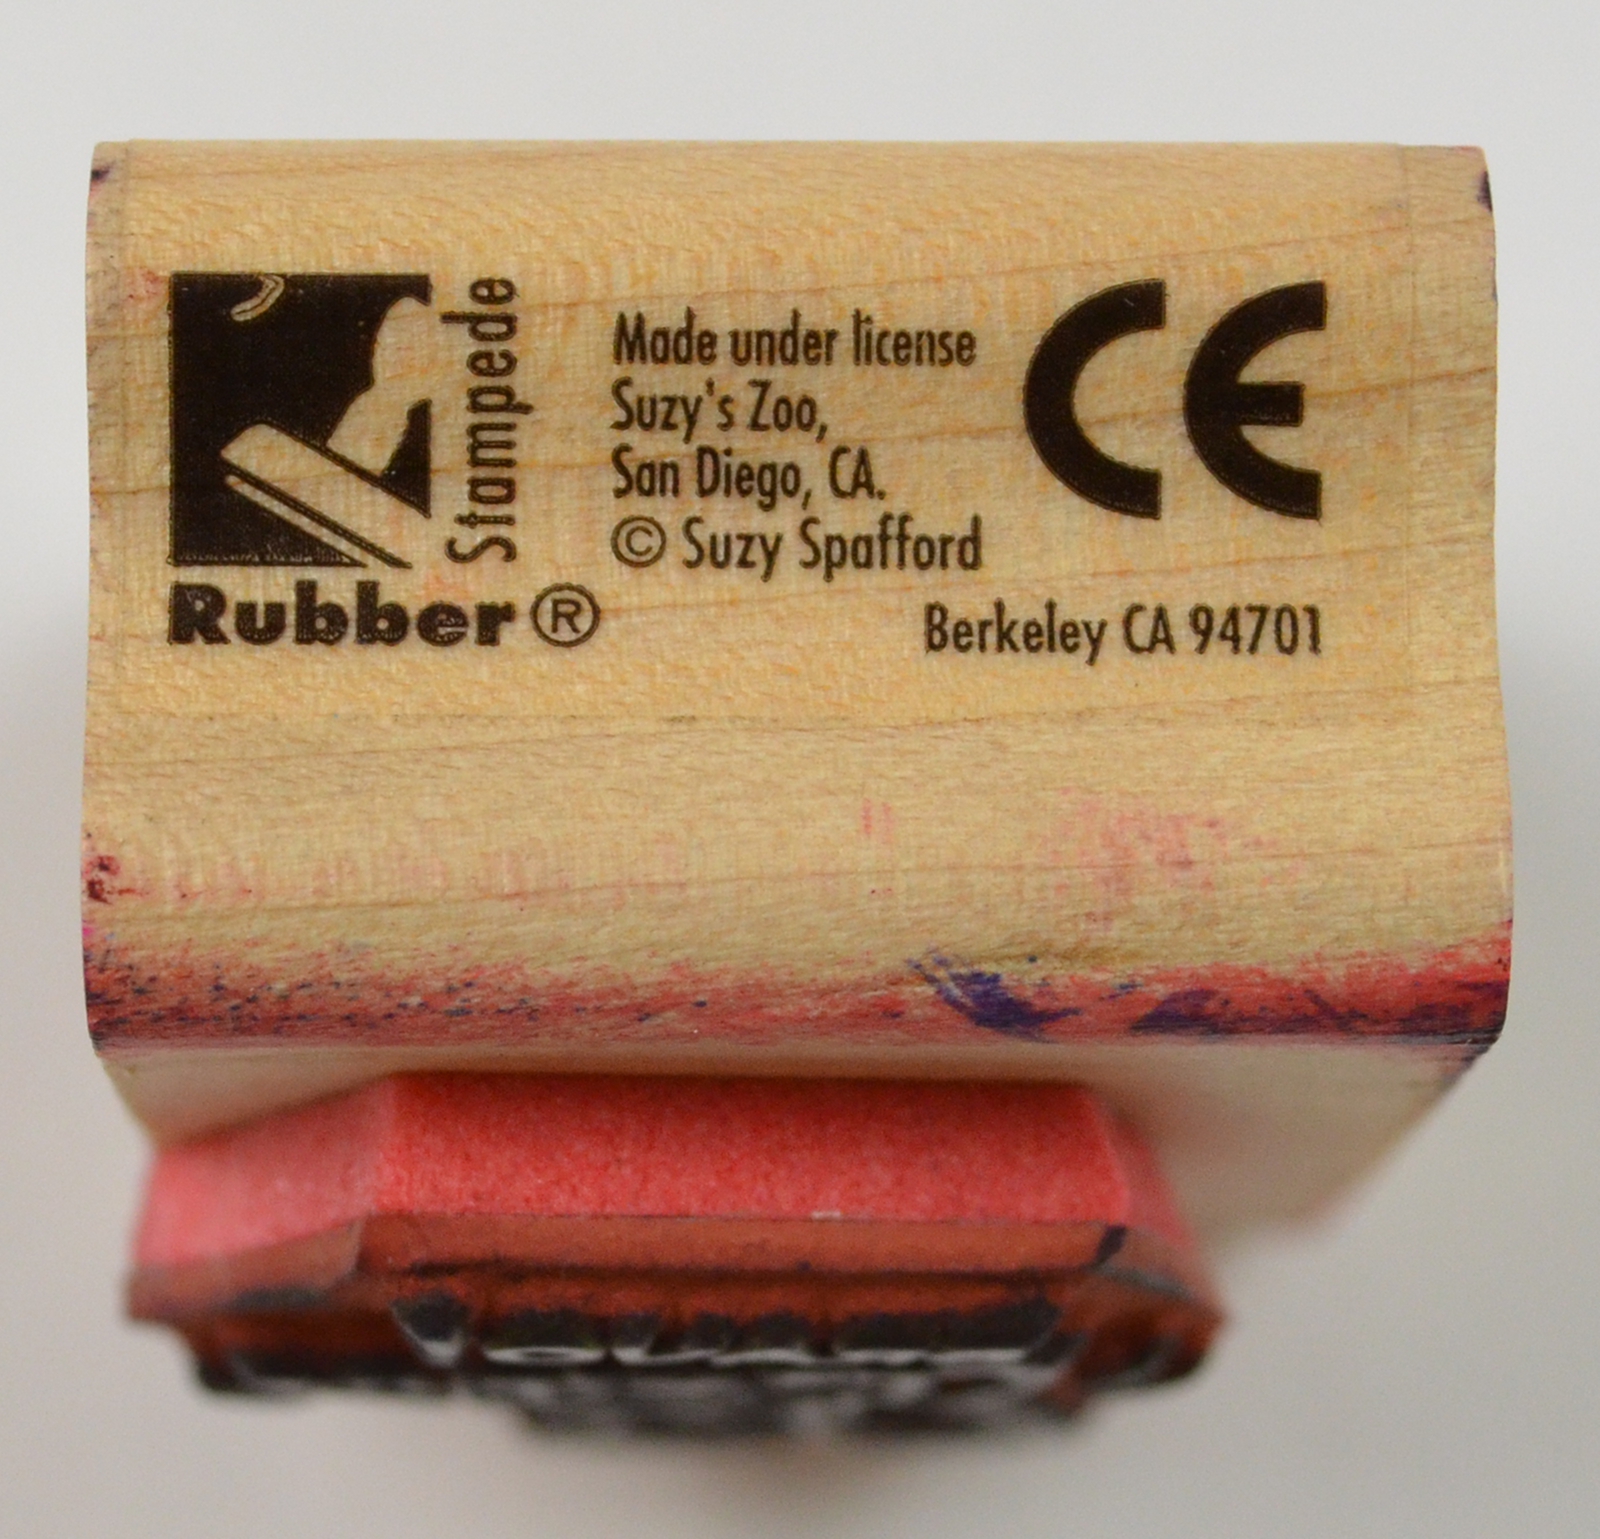 Stampede
Rubber ®
Made under license
Suzy's Zoo,
San Diego, CA.
© Suzy Spafford
CE
Berkeley CA 94701